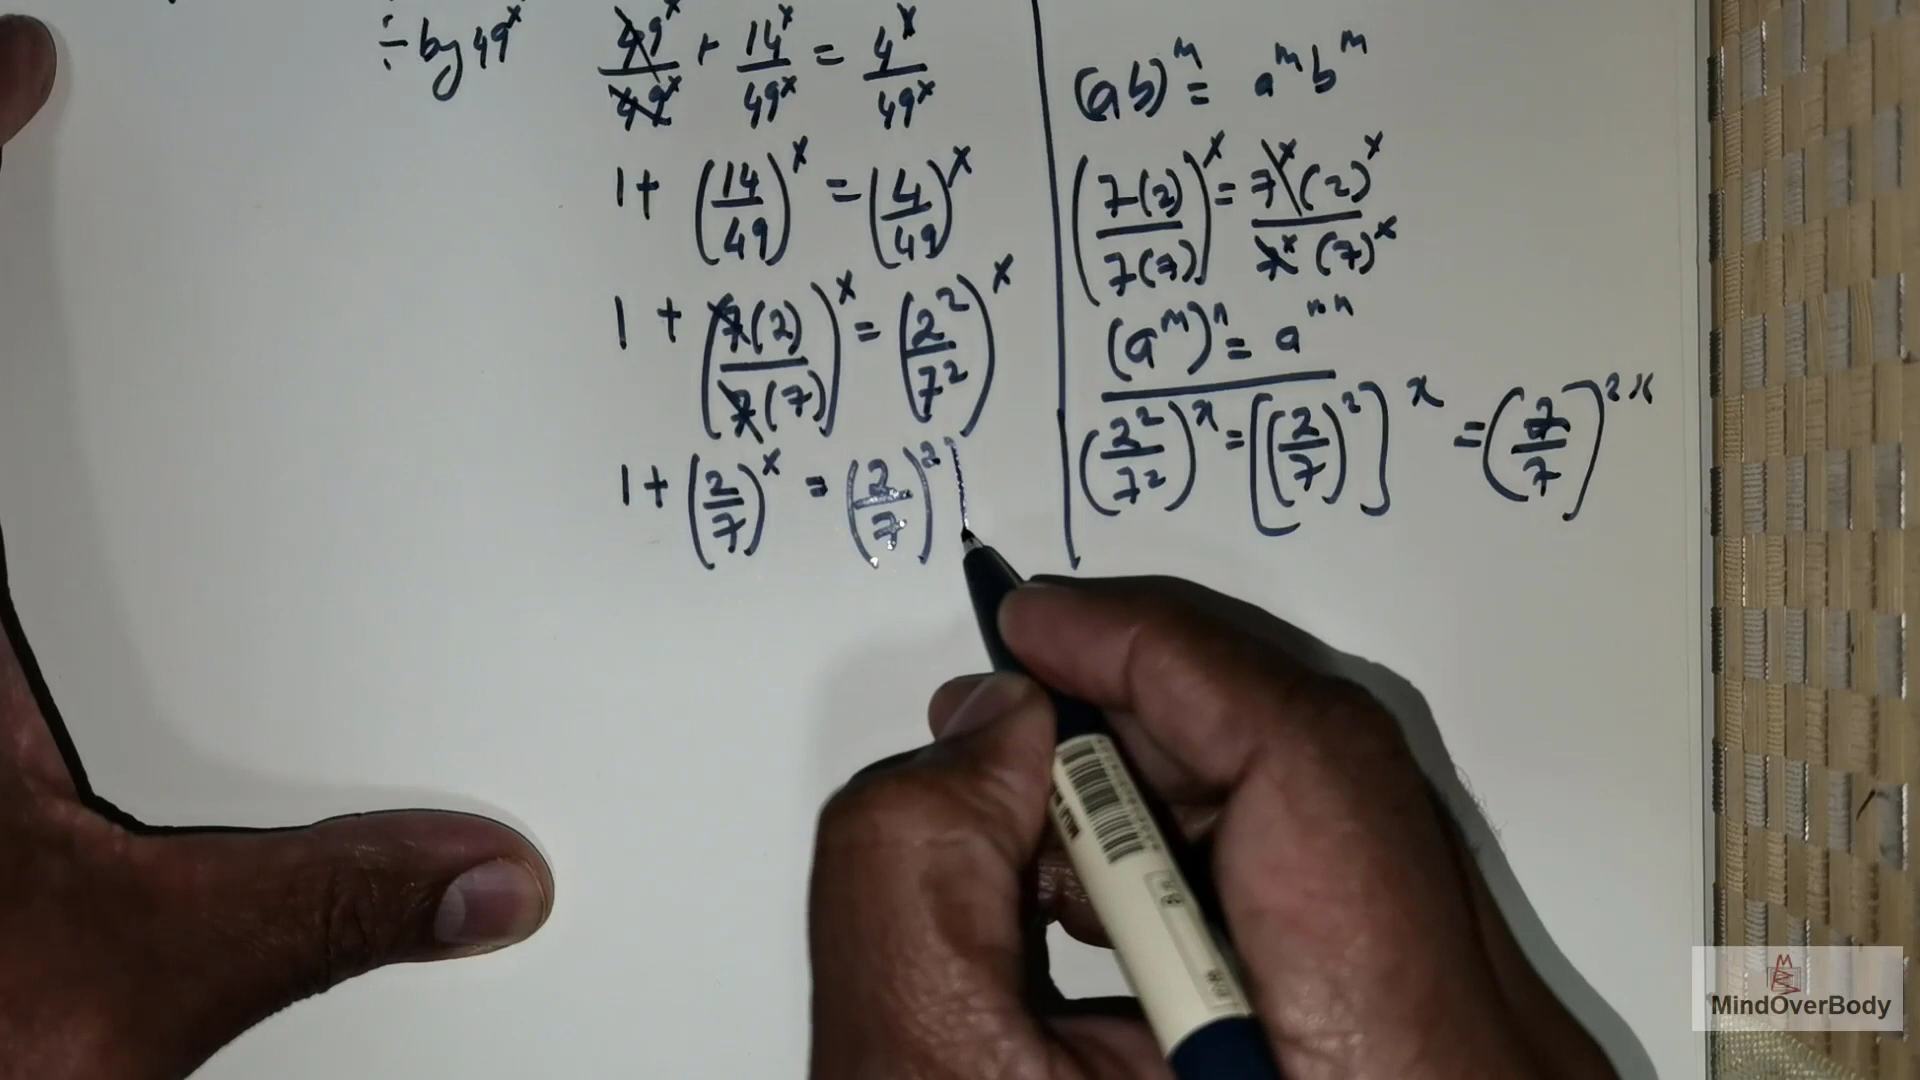 ÷ by 49^x 49^x/49^x + 14^x/49^x = 4^x/49^x
1 + (14/49)^x = (4/49)^x
1 + (7(2)/7(7))^x = (2^2/7^2)^x
1 + (2/7)^x = (2/7)^2
(ab)^m = a^m b^m
(7(2)/7(7))^x = 7^x(2)^x/7^x(7)^x
(a^m)^n = a^mn
(2^2/7^2)^x = [(2/7)^2]^x = (2/7)^2x
MindOverBody